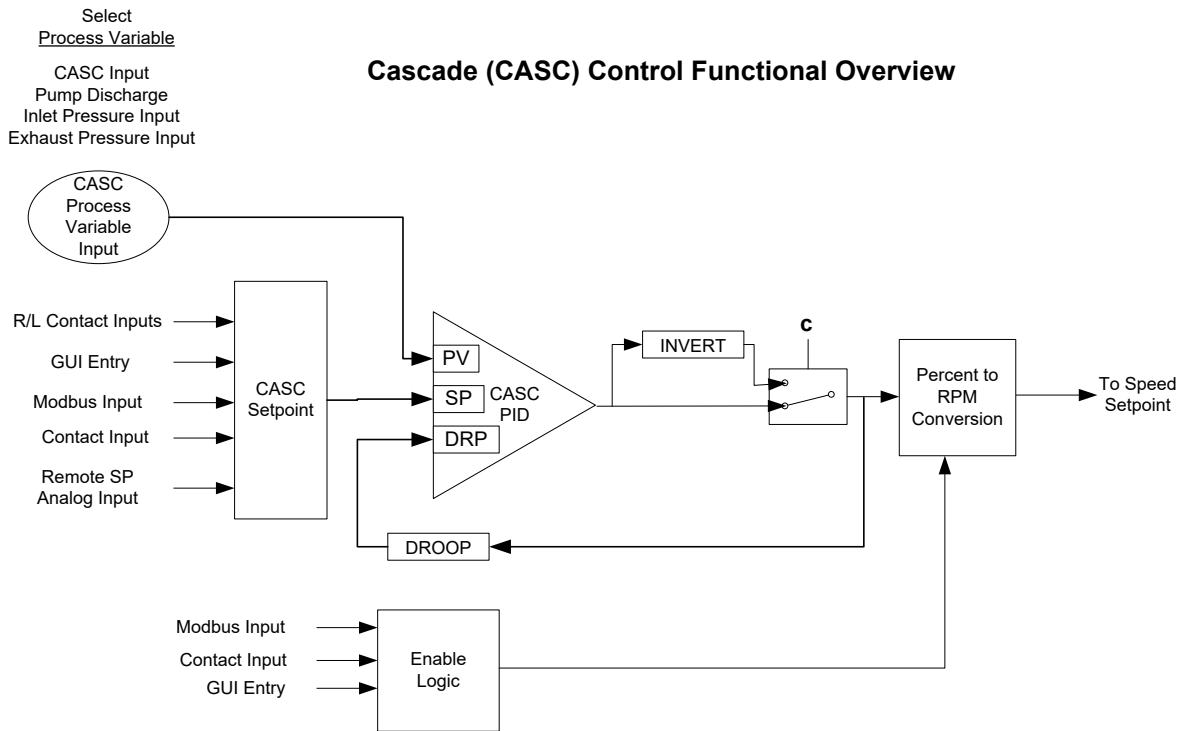 Select
Process Variable
CASC Input
Pump Discharge
Inlet Pressure Input
Exhaust Pressure Input
Cascade (CASC) Control Functional Overview
CASC
Process
Variable
Input
R/L Contact Inputs
GUI Entry
Modbus Input
Contact Input
Remote SP
Analog Input
CASC
Setpoint
PV
SP
DRP
CASC
PID
INVERT
c
Percent to
RPM
Conversion
To Speed
Setpoint
DROOP
Modbus Input
Contact Input
GUI Entry
Enable
Logic